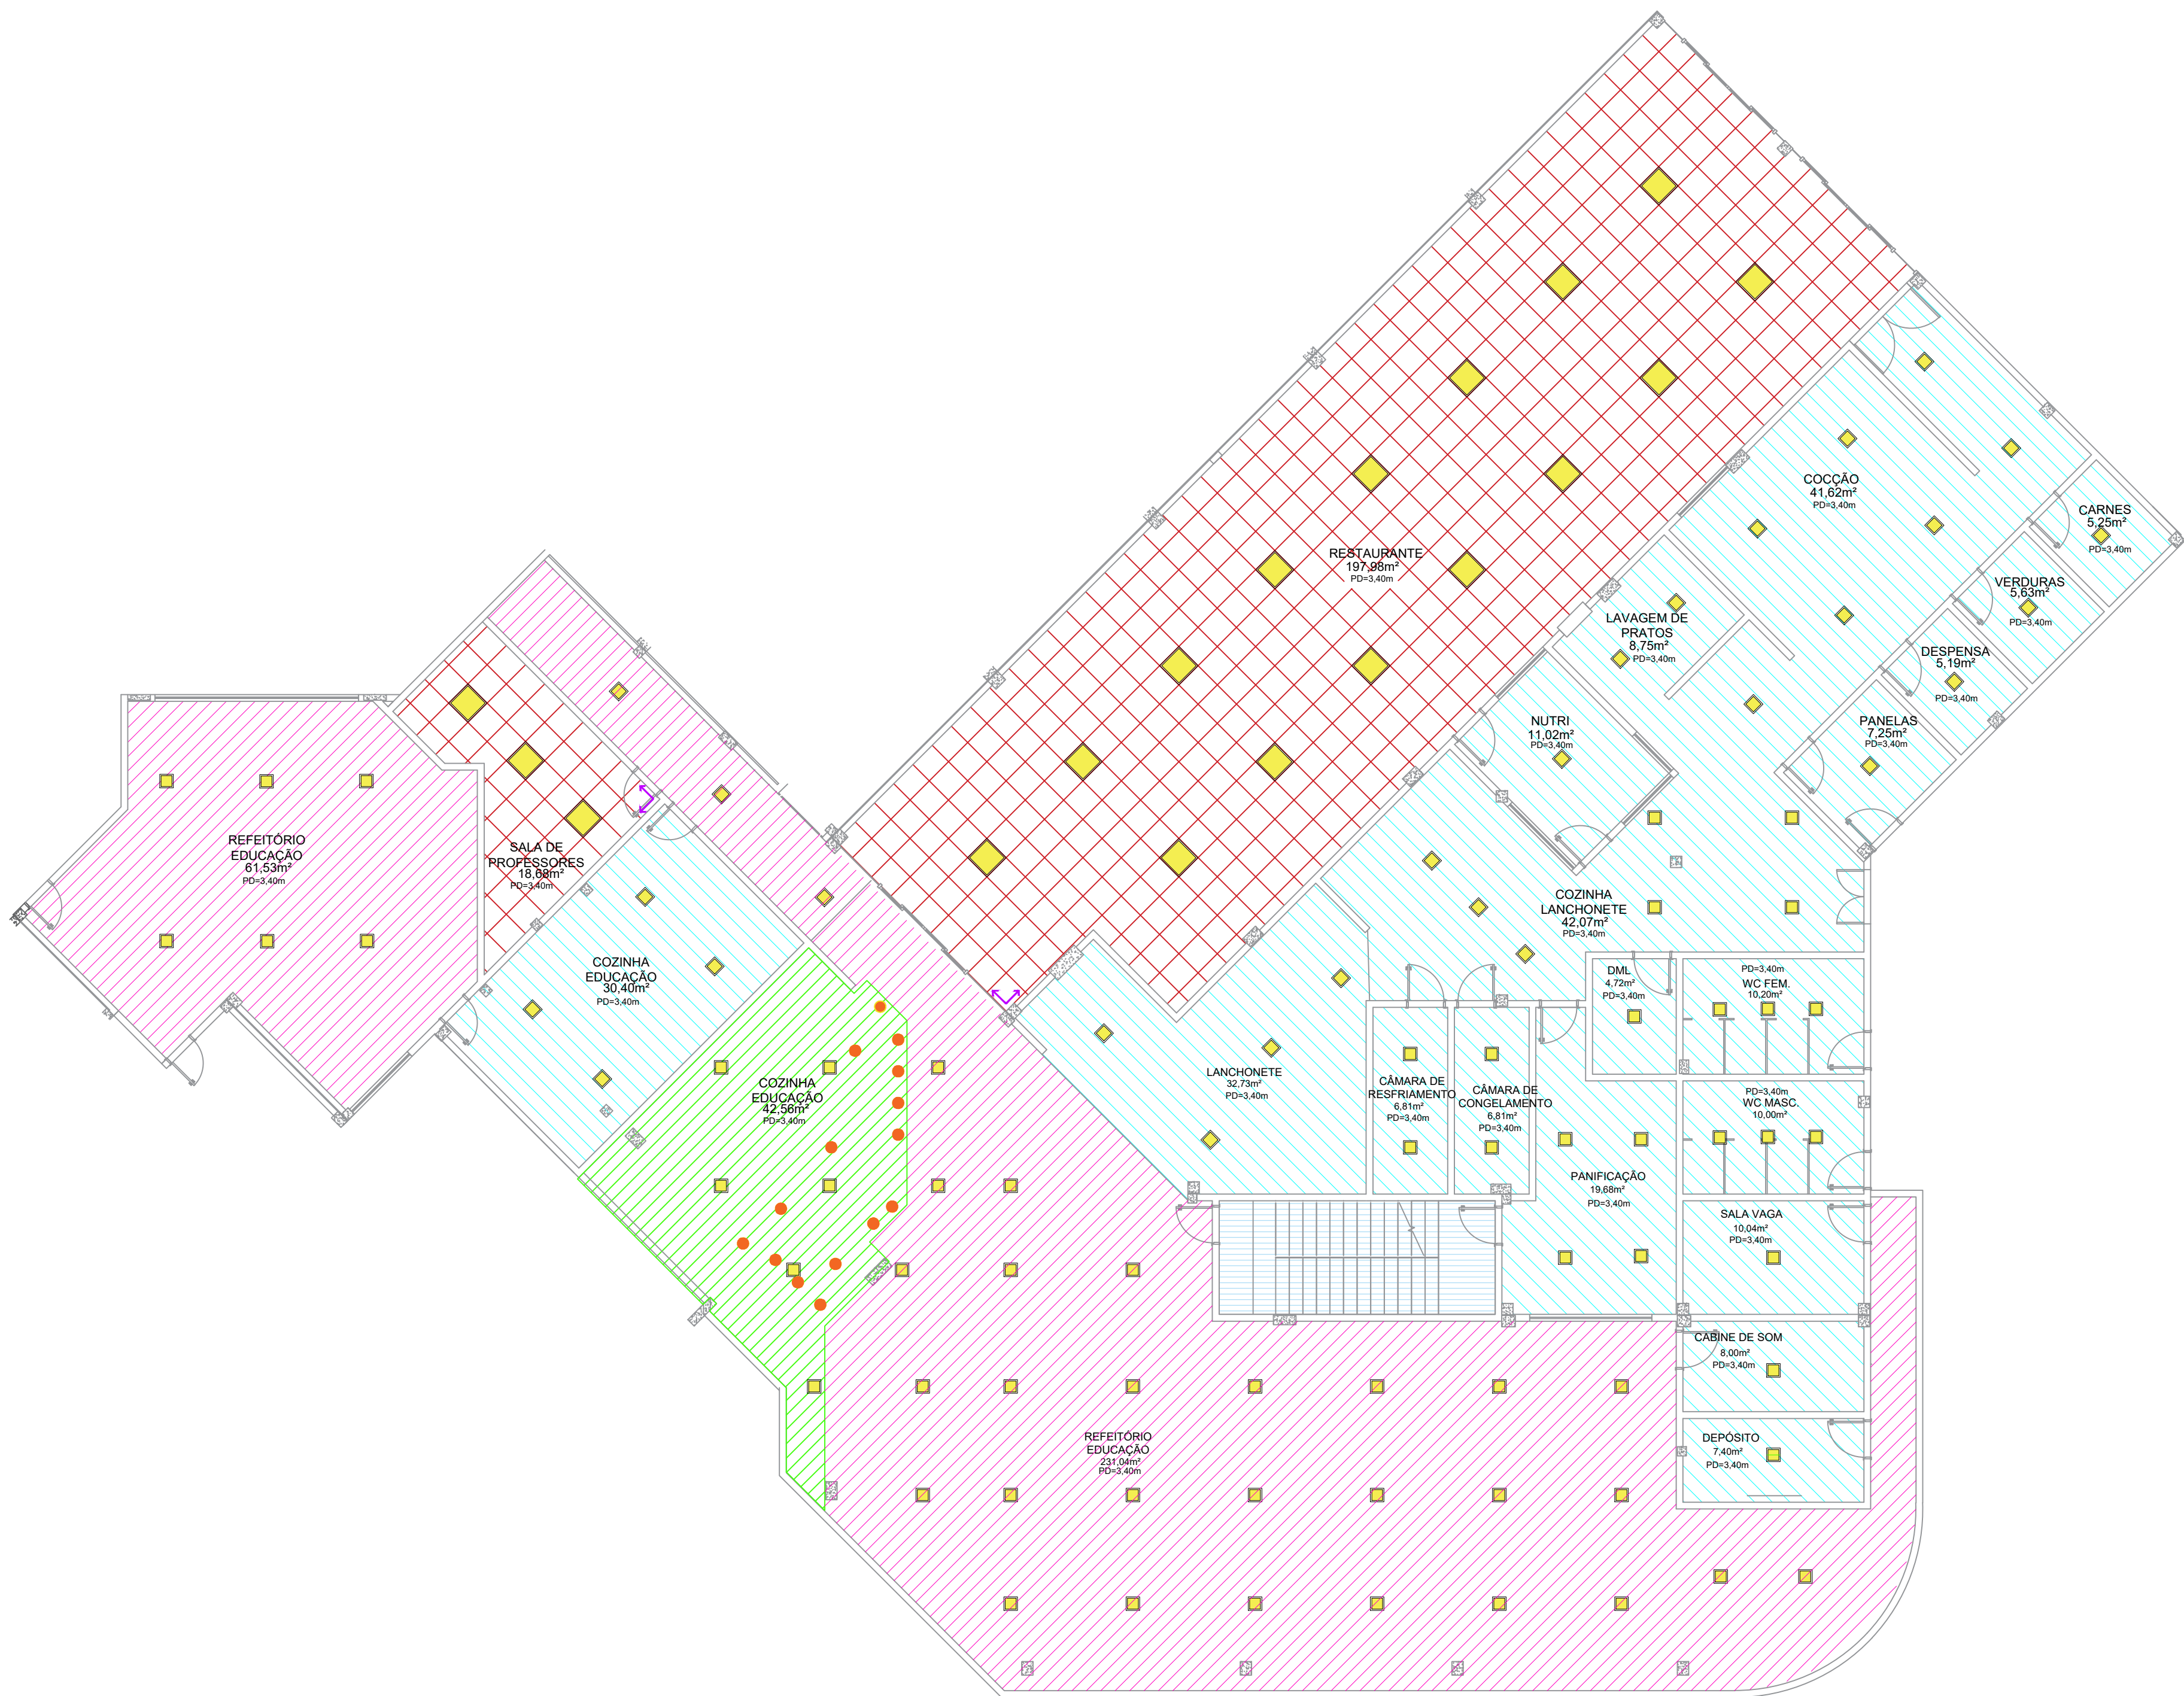 RESTAURANTE
197,98m²
PD=3,40m
COCÇÃO
41,62m²
PD=3,40m
CARNES
5,25m²
PD=3,40m
VERDURAS
5,63m²
PD=3,40m
LAVAGEM DE
PRATOS
8,75m²
PD=3,40m
DESPENSA
5,19m²
PD=3,40m
NUTRI
11,02m²
PD=3,40m
PANELAS
7,25m²
PD=3,40m
REFEITÓRIO
EDUCAÇÃO
61,53m²
PD=3,40m
SALA DE
PROFESSORES
18,68m²
PD=3,40m
COZINHA
LANCHONETE
42,07m²
PD=3,40m
COZINHA
EDUCAÇÃO
30,40m²
PD=3,40m
DML
4,72m²
PD=3,40m
PD=3,40m
WC FEM.
10,20m²
COZINHA
EDUCAÇÃO
42,56m²
PD=3,40m
LANCHONETE
32,73m²
PD=3,40m
CÂMARA DE
RESFRIAMENTO
6,81m²
PD=3,40m
CÂMARA DE
CONGELAMENTO
6,81m²
PD=3,40m
PD=3,40m
WC MASC.
10,00m²
PANIFICAÇÃO
19,68m²
PD=3,40m
SALA VAGA
10,04m²
PD=3,40m
CABINE DE SOM
8,00m²
PD=3,40m
REFEITÓRIO
EDUCAÇÃO
231,04m²
PD=3,40m
DEPÓSITO
7,40m²
PD=3,40m